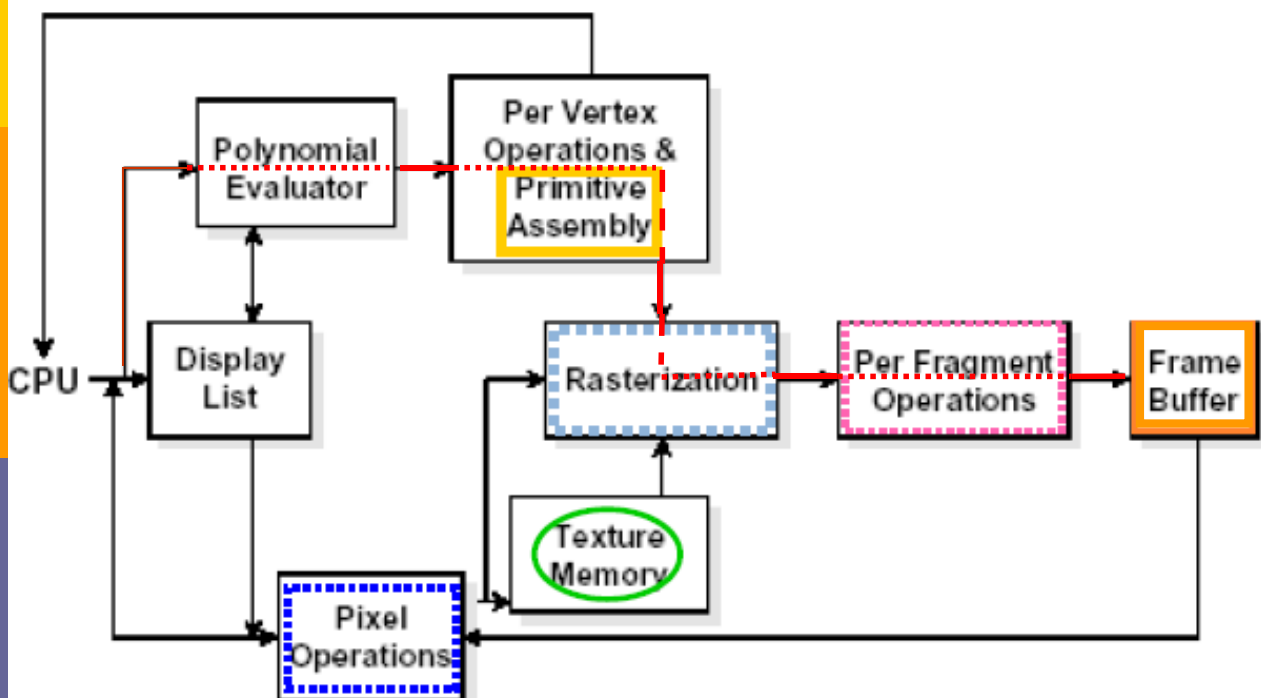 Per Vertex
Operations &
Primitive
Assembly
Polynomial
Evaluator
CPU
Display
List
Rasterization
Per Fragment
Operations
Frame
Buffer
Texture
Memory
Pixel
Operations